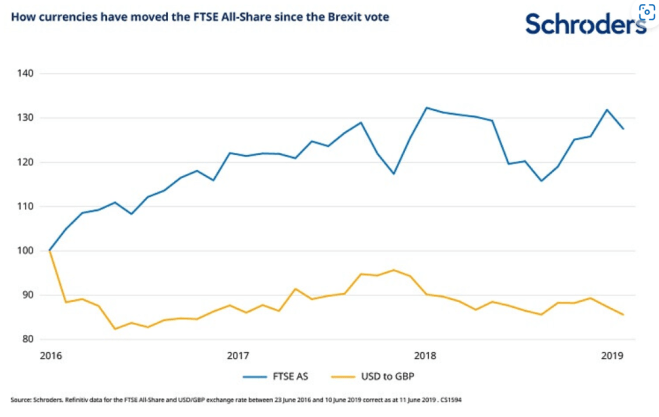 How currencies have moved the FTSE All-Share since the Brexit vote
Schroders
140
130
120
110
100
90
80
2016
2017
2018
2019
FTSE AS
USD to GBP
Source: Schroders. Refinitiv data for the FTSE All-Share and USD/GBP exchange rate between 23 June 2016 and 10 June 2019 correct as at 11 June 2019 . CS1594